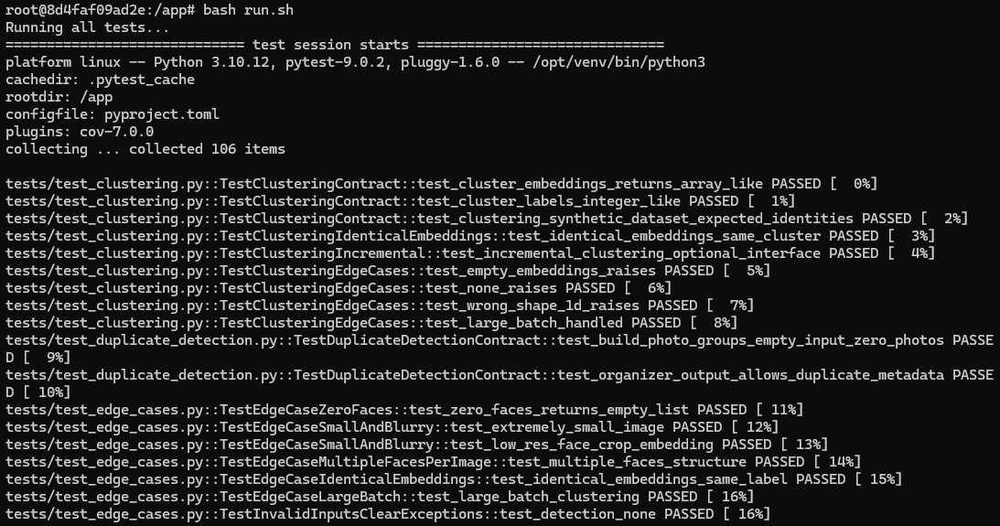 root@8d4faf09ad2e:/app# bash run.sh
Running all tests...
============================= test session starts ==============================
platform linux -- Python 3.10.12, pytest-9.0.2, pluggy-1.6.0 -- /opt/venv/bin/python3
cachedir: .pytest_cache
rootdir: /app
configfile: pyproject.toml
plugins: cov-7.0.0
collecting ... collected 106 items
tests/test_clustering.py::TestClusteringContract::test_cluster_embeddings_returns_array_like PASSED [  0%]
tests/test_clustering.py::TestClusteringContract::test_cluster_labels_integer_like PASSED [  1%]
tests/test_clustering.py::TestClusteringContract::test_clustering_synthetic_dataset_expected_identities PASSED [  2%]
tests/test_clustering.py::TestClusteringIdenticalEmbeddings::test_identical_embeddings_same_cluster PASSED [  3%]
tests/test_clustering.py::TestClusteringIncremental::test_incremental_clustering_optional_interface PASSED [  4%]
tests/test_clustering.py::TestClusteringEdgeCases::test_empty_embeddings_raises PASSED [  5%]
tests/test_clustering.py::TestClusteringEdgeCases::test_none_raises PASSED [  6%]
tests/test_clustering.py::TestClusteringEdgeCases::test_wrong_shape_1d_raises PASSED [  7%]
tests/test_clustering.py::TestClusteringEdgeCases::test_large_batch_handled PASSED [  8%]
tests/test_duplicate_detection.py::TestDuplicateDetectionContract::test_build_photo_groups_empty_input_zero_photos PASSE
D [  9%]
tests/test_duplicate_detection.py::TestDuplicateDetectionContract::test_organizer_output_allows_duplicate_metadata PASSE
D [ 10%]
tests/test_edge_cases.py::TestEdgeCaseZeroFaces::test_zero_faces_returns_empty_list PASSED [ 11%]
tests/test_edge_cases.py::TestEdgeCaseSmallAndBlurry::test_extremely_small_image PASSED [ 12%]
tests/test_edge_cases.py::TestEdgeCaseSmallAndBlurry::test_low_res_face_crop_embedding PASSED [ 13%]
tests/test_edge_cases.py::TestEdgeCaseMultipleFacesPerImage::test_multiple_faces_structure PASSED [ 14%]
tests/test_edge_cases.py::TestEdgeCaseIdenticalEmbeddings::test_identical_embeddings_same_label PASSED [ 15%]
tests/test_edge_cases.py::TestEdgeCaseLargeBatch::test_large_batch_clustering PASSED [ 16%]
tests/test_edge_cases.py::TestInvalidInputsClearExceptions::test_detection_none PASSED [ 16%]